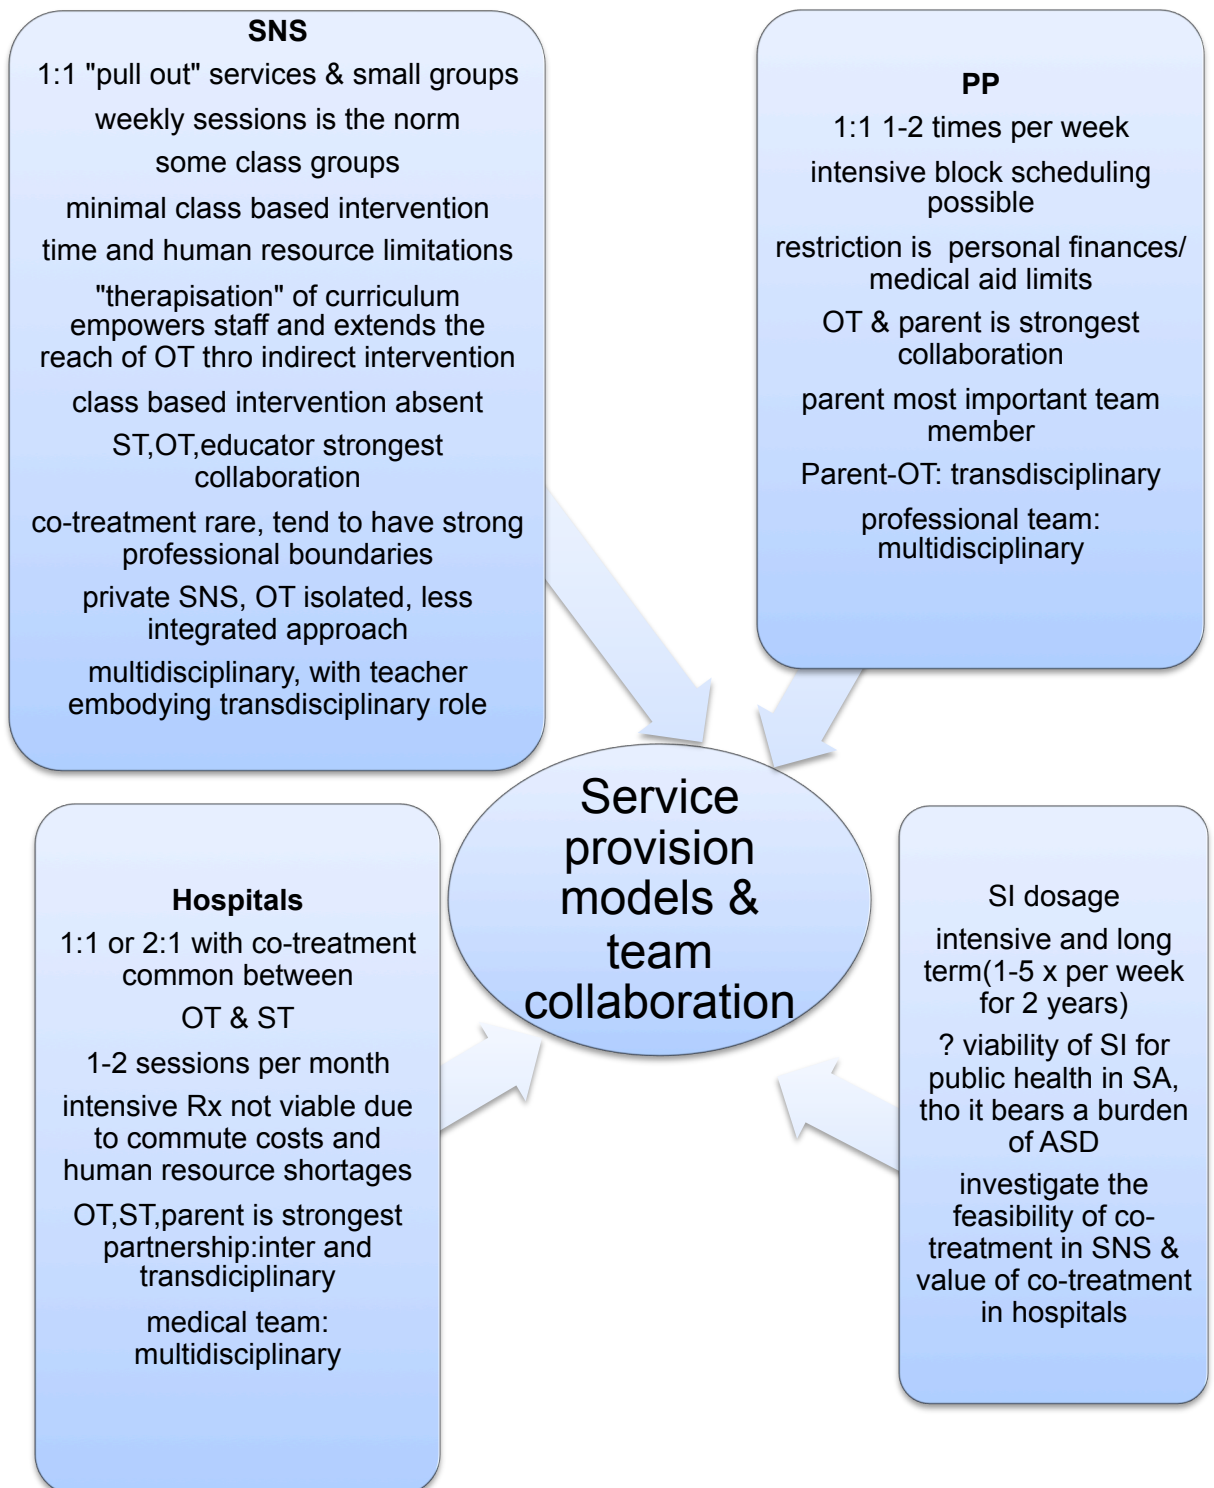 SNS
1:1 "pull out" services & small groups
weekly sessions is the norm
some class groups
minimal class based intervention
time and human resource limitations
"therapisation" of curriculum
empowers staff and extends the
reach of OT thro indirect intervention
class based intervention absent
ST,OT,educator strongest
collaboration
co-treatment rare, tend to have strong
professional boundaries
private SNS, OT isolated, less
integrated approach
multidisciplinary, with teacher
embodying transdisciplinary role
PP
1:1 1-2 times per week
intensive block scheduling
possible
restriction is personal finances/
medical aid limits
OT & parent is strongest
collaboration
parent most important team
member
Parent-OT: transdisciplinary
professional team:
multidisciplinary
Service
provision
models &
team
collaboration
Hospitals
1:1 or 2:1 with co-treatment
common between
OT & ST
1-2 sessions per month
intensive Rx not viable due
to commute costs and
human resource shortages
OT,ST,parent is strongest
partnership:inter and
transdiciplinary
medical team:
multidisciplinary
SI dosage
intensive and long
term(1-5 x per week
for 2 years)
? viability of SI for
public health in SA,
tho it bears a burden
of ASD
investigate the
feasibility of co-
treatment in SNS &
value of co-treatment
in hospitals